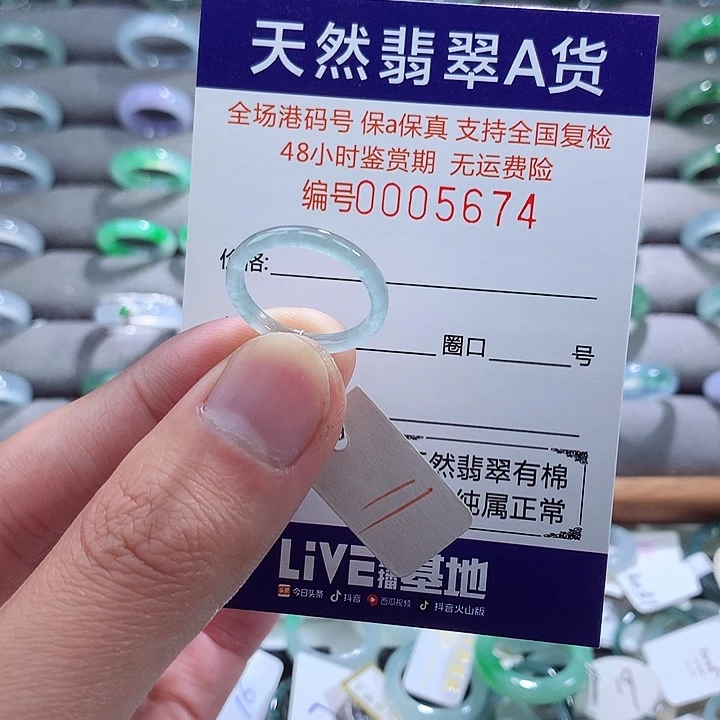 天然翡翠A货
全场港码号 保a保真 支持全国复检
48小时鉴赏期 无运费险
编号0005674
价格:
圈口 号
然翡翠有棉
纯属正常
LiVE播基地
头条 今日头条 抖音 西瓜视频 抖音火山版
19